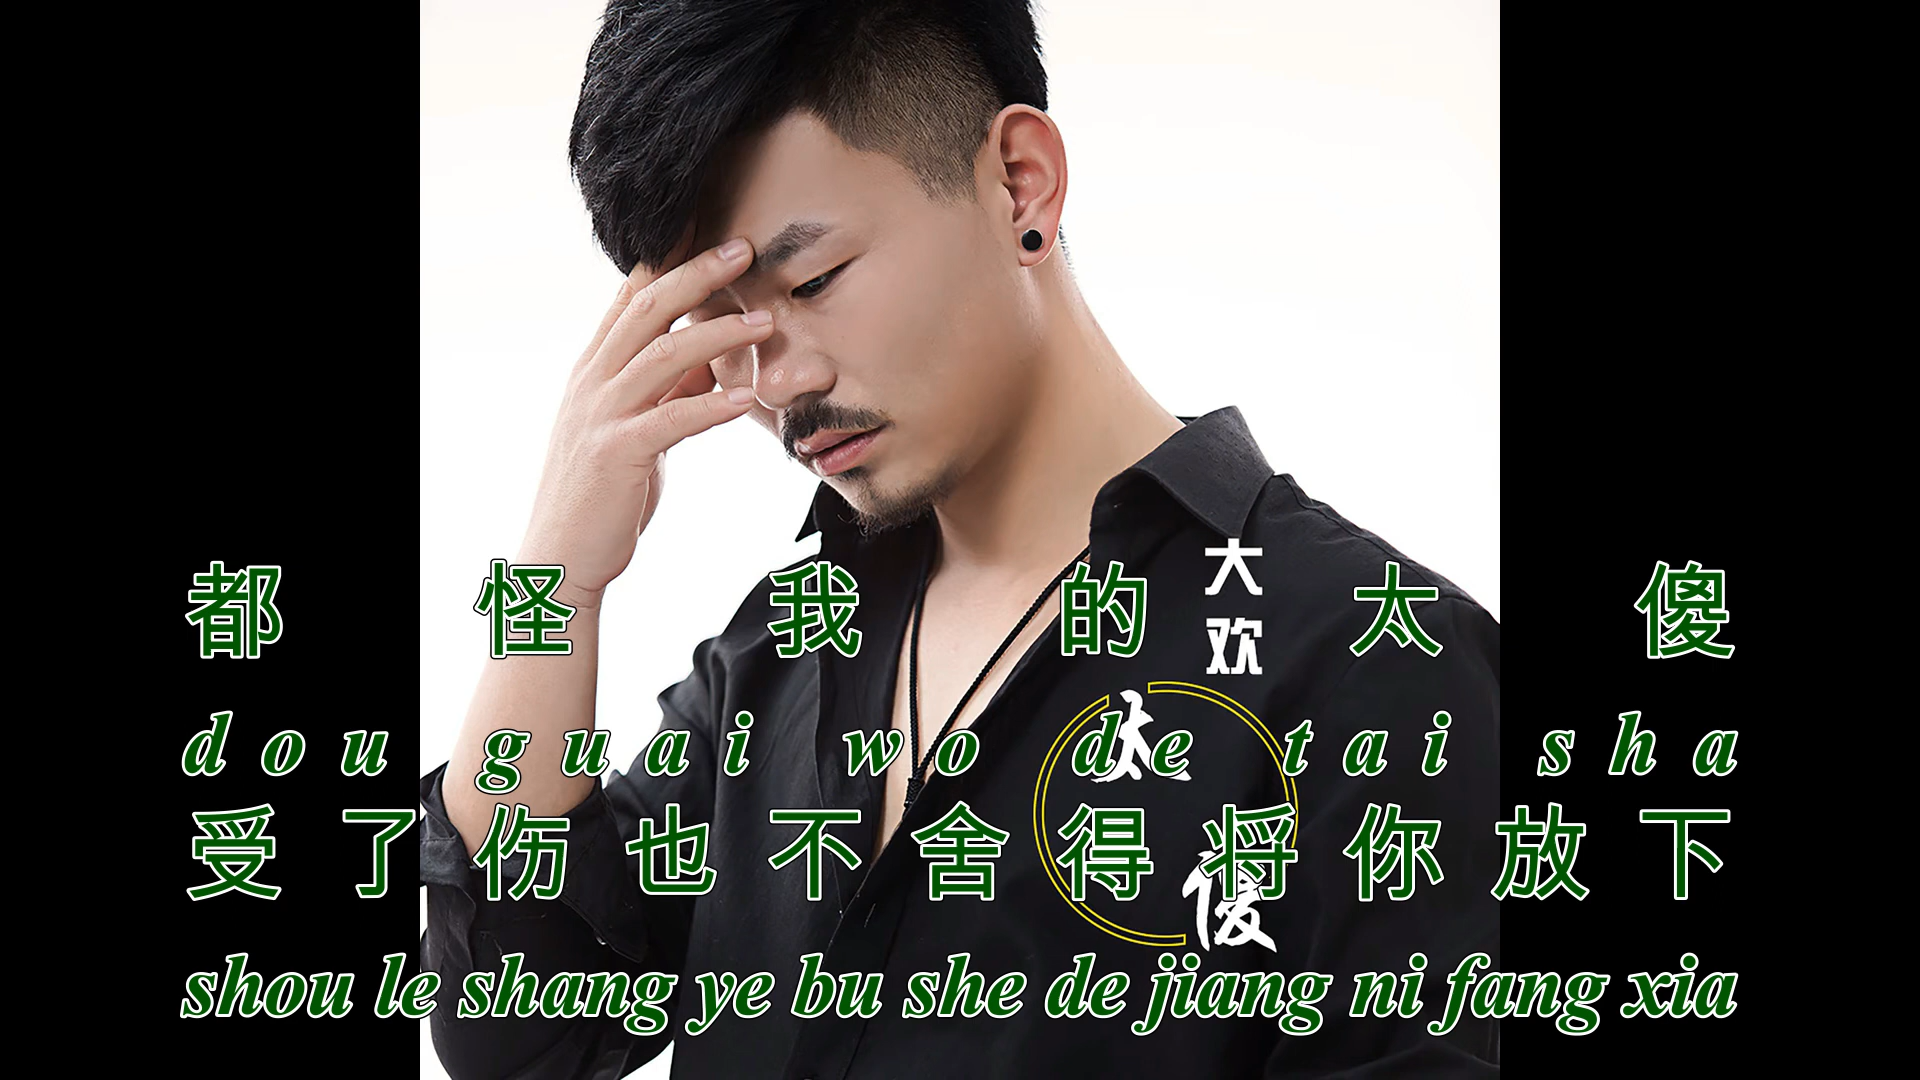 都怪我的太傻
dou guai wo de tai sha
受了伤也不舍得将你放下
shou le shang ye bu she de jiang ni fang xia
大欢
太傻